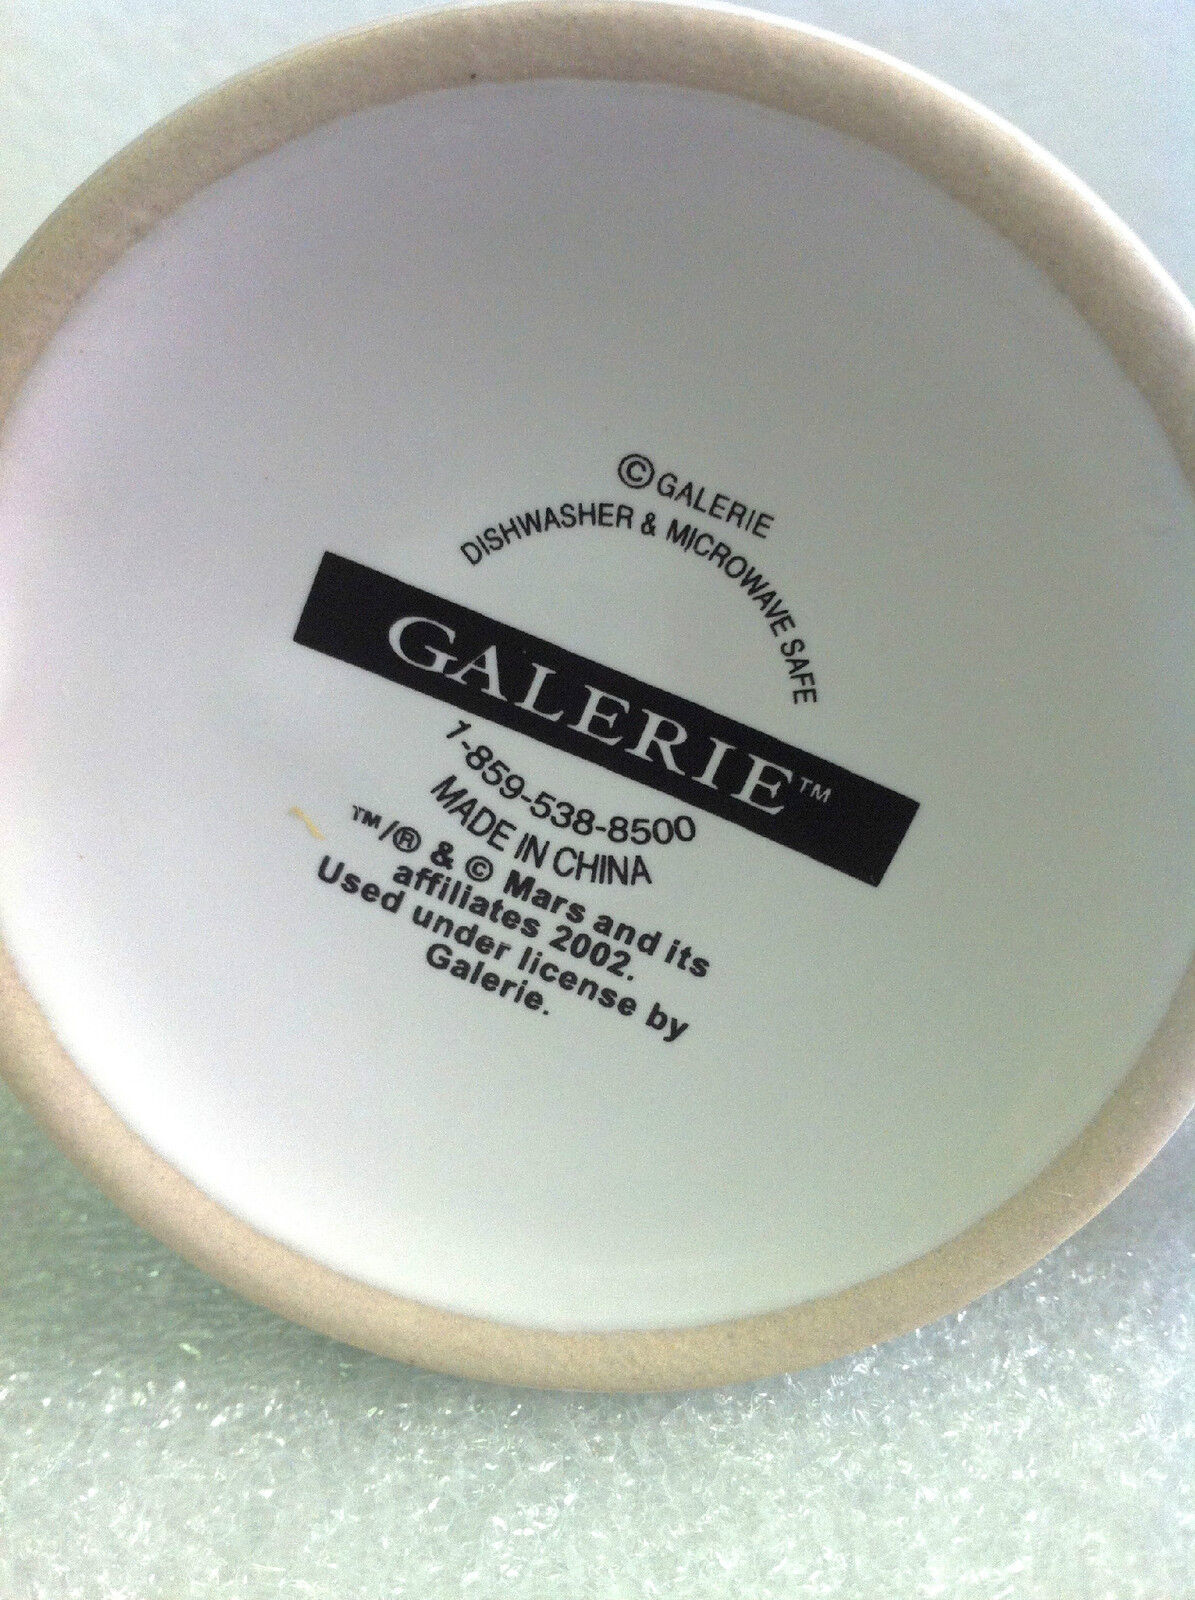 © GALERIE
DISHWASHER & MICROWAVE SAFE
GALERIE™
1-859-538-8500
MADE IN CHINA
™/® & © Mars and its
affiliates 2002.
Used under license by
Galerie.